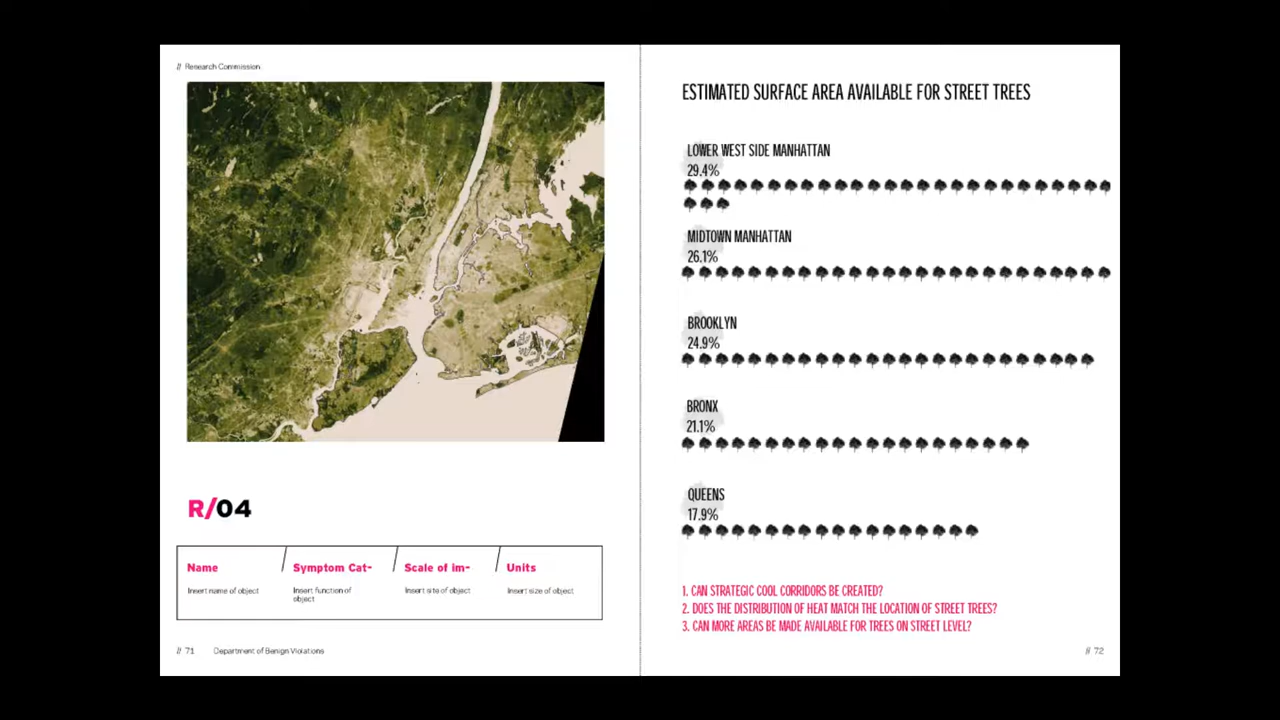 // Research Commission
R/04
Name
Symptom Cat-
Scale of im-
Units
Insert name of object
Insert function of
object
Insert site of object
Insert size of object
// 71 Department of Benign Violations
ESTIMATED SURFACE AREA AVAILABLE FOR STREET TREES
LOWER WEST SIDE MANHATTAN
29.4%
MIDTOWN MANHATTAN
26.1%
BROOKLYN
24.9%
BRONX
21.1%
QUEENS
17.9%
1. CAN STRATEGIC COOL CORRIDORS BE CREATED?
2. DOES THE DISTRIBUTION OF HEAT MATCH THE LOCATION OF STREET TREES?
3. CAN MORE AREAS BE MADE AVAILABLE FOR TREES ON STREET LEVEL?
// 72